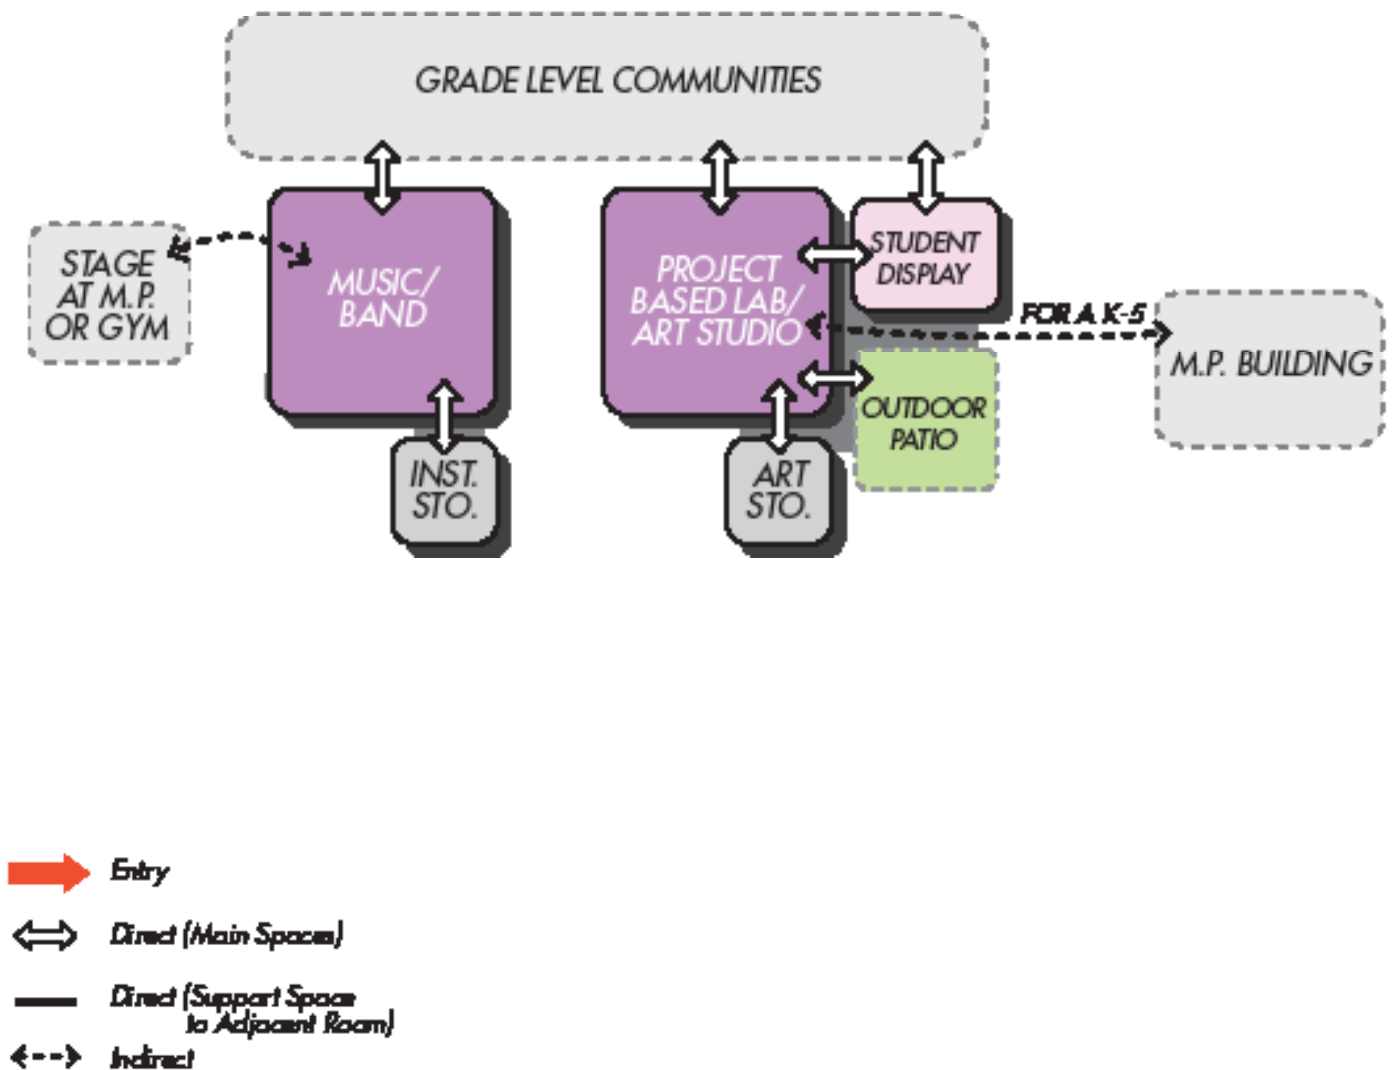 GRADE LEVEL COMMUNITIES
STAGE
AT M.P.
OR GYM
MUSIC/
BAND
PROJECT
BASED LAB/
ART STUDIO
STUDENT
DISPLAY
FOR A K-5
M.P. BUILDING
OUTDOOR
PATIO
INST.
STO.
ART
STO.
Entry
Direct (Main Spaces)
Direct (Support Space
to Adjacent Room)
Indirect